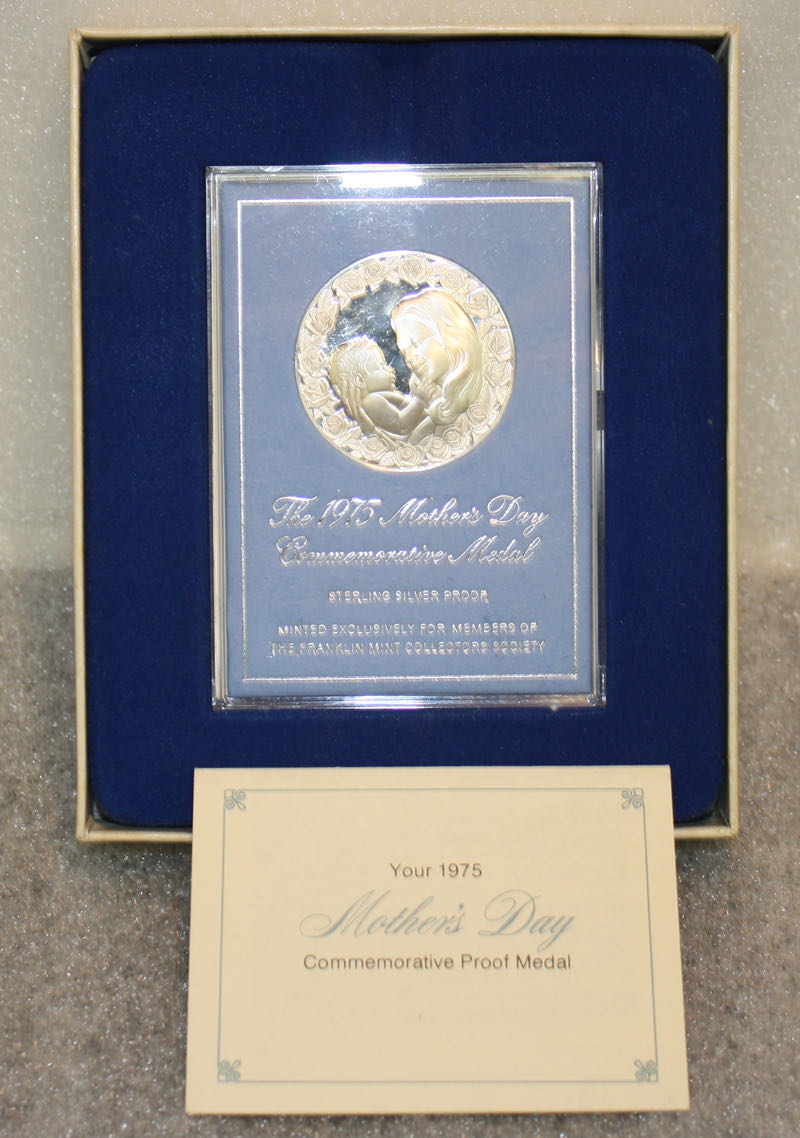 The 1975 Mother's Day
Commemorative Medal
STERLING SILVER PROOF
MINTED EXCLUSIVELY FOR MEMBERS OF
THE FRANKLIN MINT COLLECTORS SOCIETY
Your 1975
Mother's Day
Commemorative Proof Medal